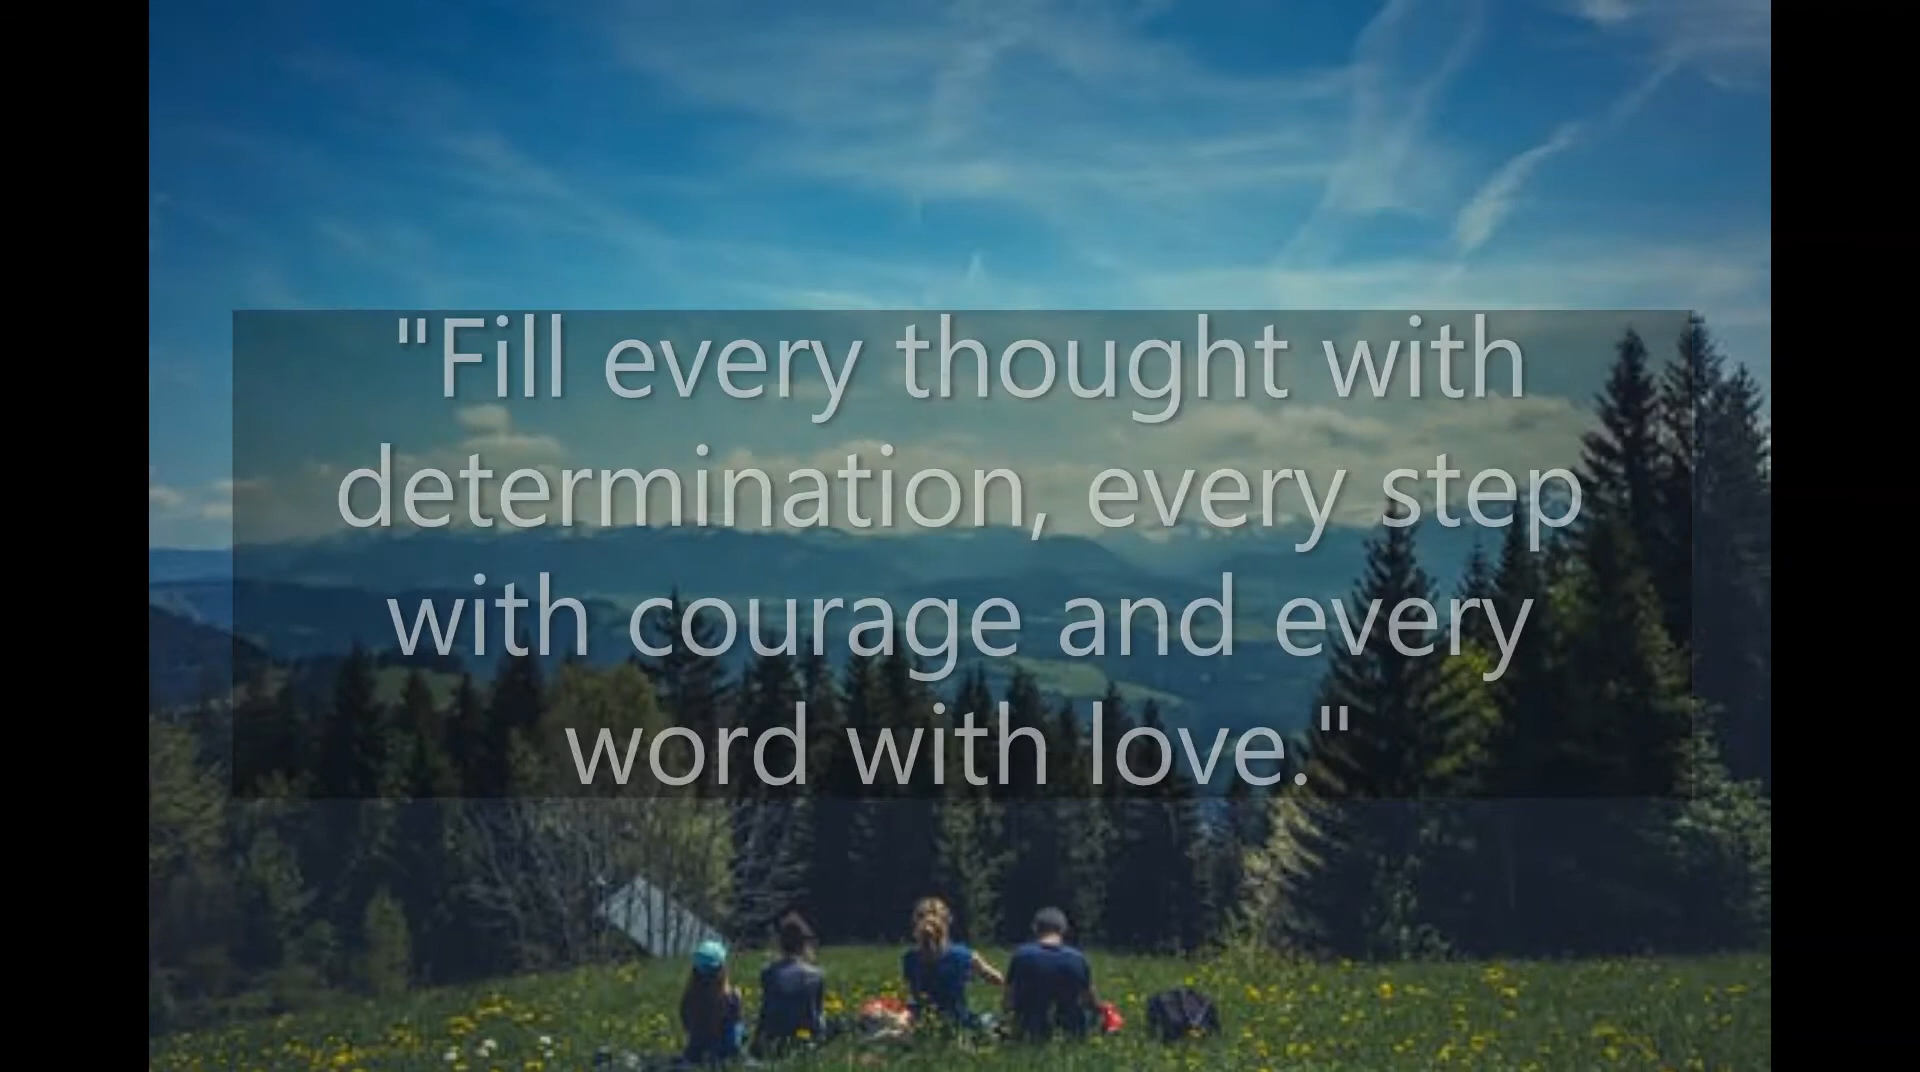 "Fill every thought with
determination, every step
with courage and every
word with love."